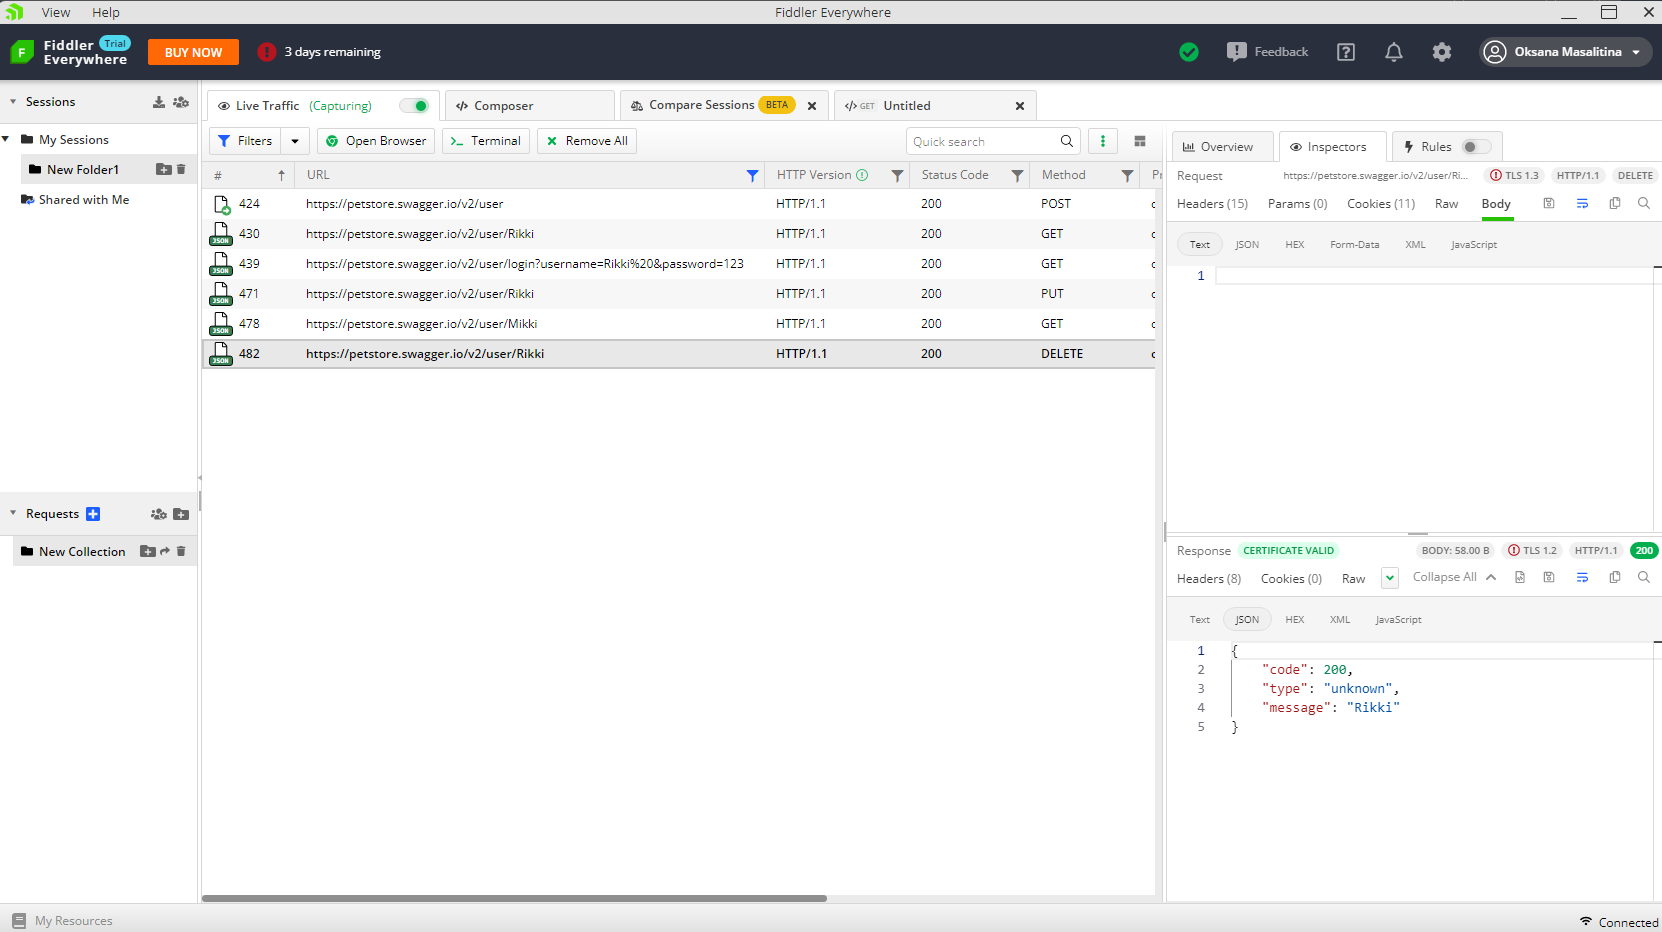 View Help Fiddler Everywhere
Fiddler Everywhere Trial BUY NOW 3 days remaining Feedback Oksana Masalitina
Sessions
My Sessions
New Folder1
Shared with Me
Requests
New Collection
Live Traffic (Capturing) Composer Compare Sessions BETA GET Untitled
Filters Open Browser Terminal Remove All Quick search
# URL HTTP Version Status Code Method
424 https://petstore.swagger.io/v2/user HTTP/1.1 200 POST
430 https://petstore.swagger.io/v2/user/Rikki HTTP/1.1 200 GET
439 https://petstore.swagger.io/v2/user/login?username=Rikki%20&password=123 HTTP/1.1 200 GET
471 https://petstore.swagger.io/v2/user/Rikki HTTP/1.1 200 PUT
478 https://petstore.swagger.io/v2/user/Mikki HTTP/1.1 200 GET
482 https://petstore.swagger.io/v2/user/Rikki HTTP/1.1 200 DELETE
Overview Inspectors Rules
Request https://petstore.swagger.io/v2/user/Ri... TLS 1.3 HTTP/1.1 DELETE
Headers (15) Params (0) Cookies (11) Raw Body
Text JSON HEX Form-Data XML JavaScript
1
Response CERTIFICATE VALID BODY: 58.00 B TLS 1.2 HTTP/1.1 200
Headers (8) Cookies (0) Raw Collapse All
Text JSON HEX XML JavaScript
1 {
2 "code": 200,
3 "type": "unknown",
4 "message": "Rikki"
5 }
My Resources Connected